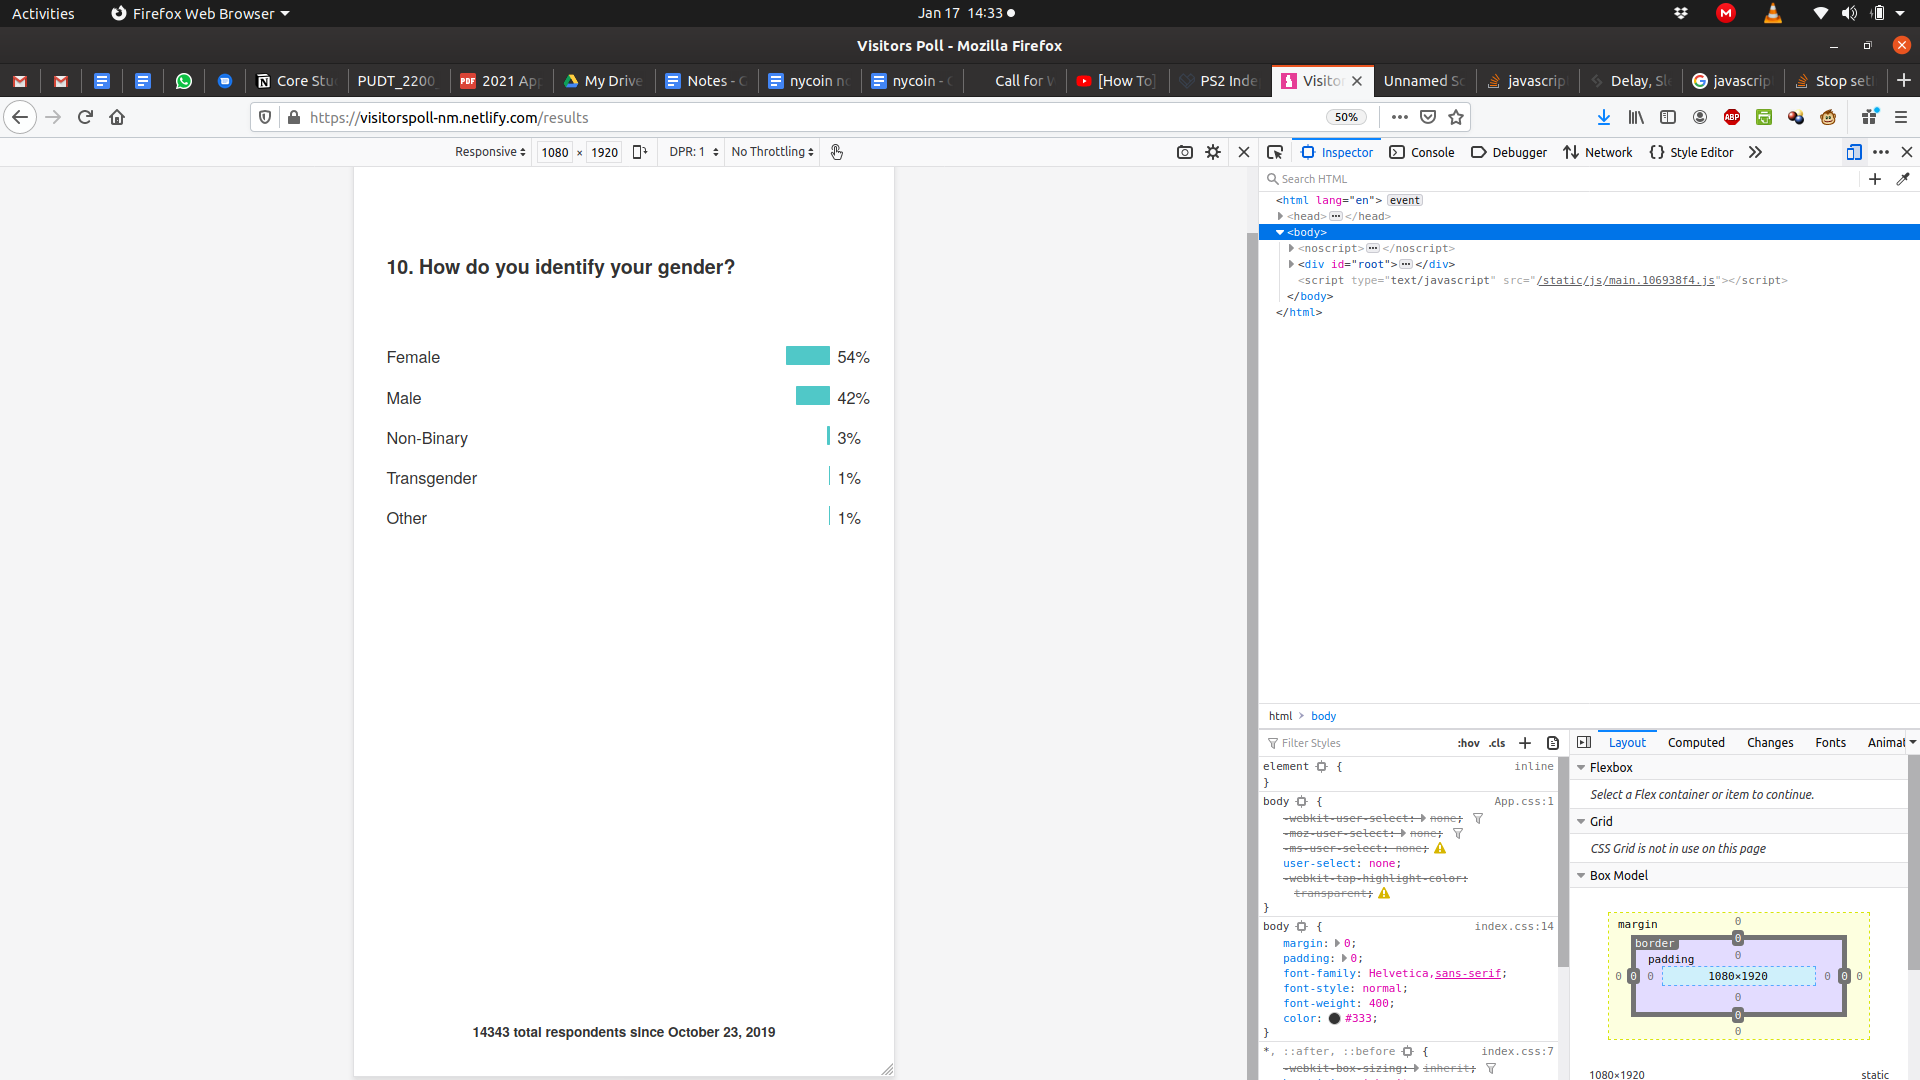 Activities
Firefox Web Browser
Jan 17 14:33
Visitors Poll - Mozilla Firefox
Core Stu
PUDT_2200
PDF
2021 Ap
My Drive
Notes - G
nycoin no
nycoin -
Call for
[How To]
PS2 Inde
Visitor
Unnamed Sc
javascrip
Delay, Sl
javascrip
Stop set
https://visitorspoll-nm.netlify.com/results
50%
ABP
Responsive
1080 × 1920
DPR: 1
No Throttling
Inspector
Console
Debugger
Network
Style Editor
Search HTML
<html lang="en"> event
<head> ••• </head>
<body>
<noscript> ••• </noscript>
<div id="root"> ••• </div>
<script type="text/javascript" src="/static/js/main.106938f4.js"></script>
</body>
</html>
10. How do you identify your gender?
Female 54%
Male 42%
Non-Binary 3%
Transgender 1%
Other 1%
14343 total respondents since October 23, 2019
html > body
Filter Styles
:hov .cls +
Layout
Computed
Changes
Fonts
Animat
element { inline
}
body { App.css:1
-webkit-user-select: none;
-moz-user-select: none;
-ms-user-select: none;
user-select: none;
-webkit-tap-highlight-color:
transparent;
}
body { index.css:14
margin: 0;
padding: 0;
font-family: Helvetica,sans-serif;
font-style: normal;
font-weight: 400;
color: #333;
}
*, ::after, ::before { index.css:7
-webkit-box-sizing: inherit;
Flexbox
Select a Flex container or item to continue.
Grid
CSS Grid is not in use on this page
Box Model
margin 0
border 0
padding 0
0 0 0 1080×1920 0 0 0
0
0
0
1080×1920 static